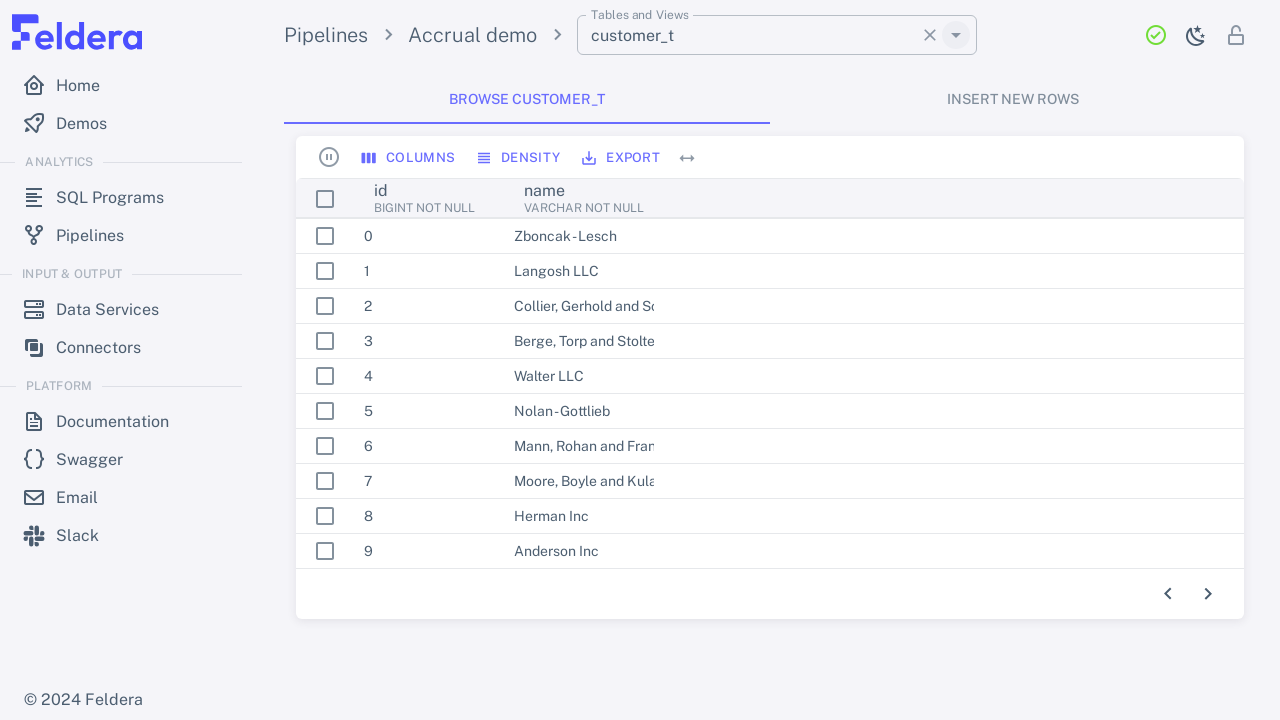 Feldera
Home
Demos
ANALYTICS
SQL Programs
Pipelines
INPUT & OUTPUT
Data Services
Connectors
PLATFORM
Documentation
Swagger
Email
Slack
© 2024 Feldera
Pipelines
Accrual demo
Tables and Views
customer_t
BROWSE CUSTOMER_T
INSERT NEW ROWS
COLUMNS
DENSITY
EXPORT
id
BIGINT NOT NULL
name
VARCHAR NOT NULL
0 Zboncak-Lesch
1 Langosh LLC
2 Collier, Gerhold and So
3 Berge, Torp and Stolte
4 Walter LLC
5 Nolan-Gottlieb
6 Mann, Rohan and Fran
7 Moore, Boyle and Kula
8 Herman Inc
9 Anderson Inc